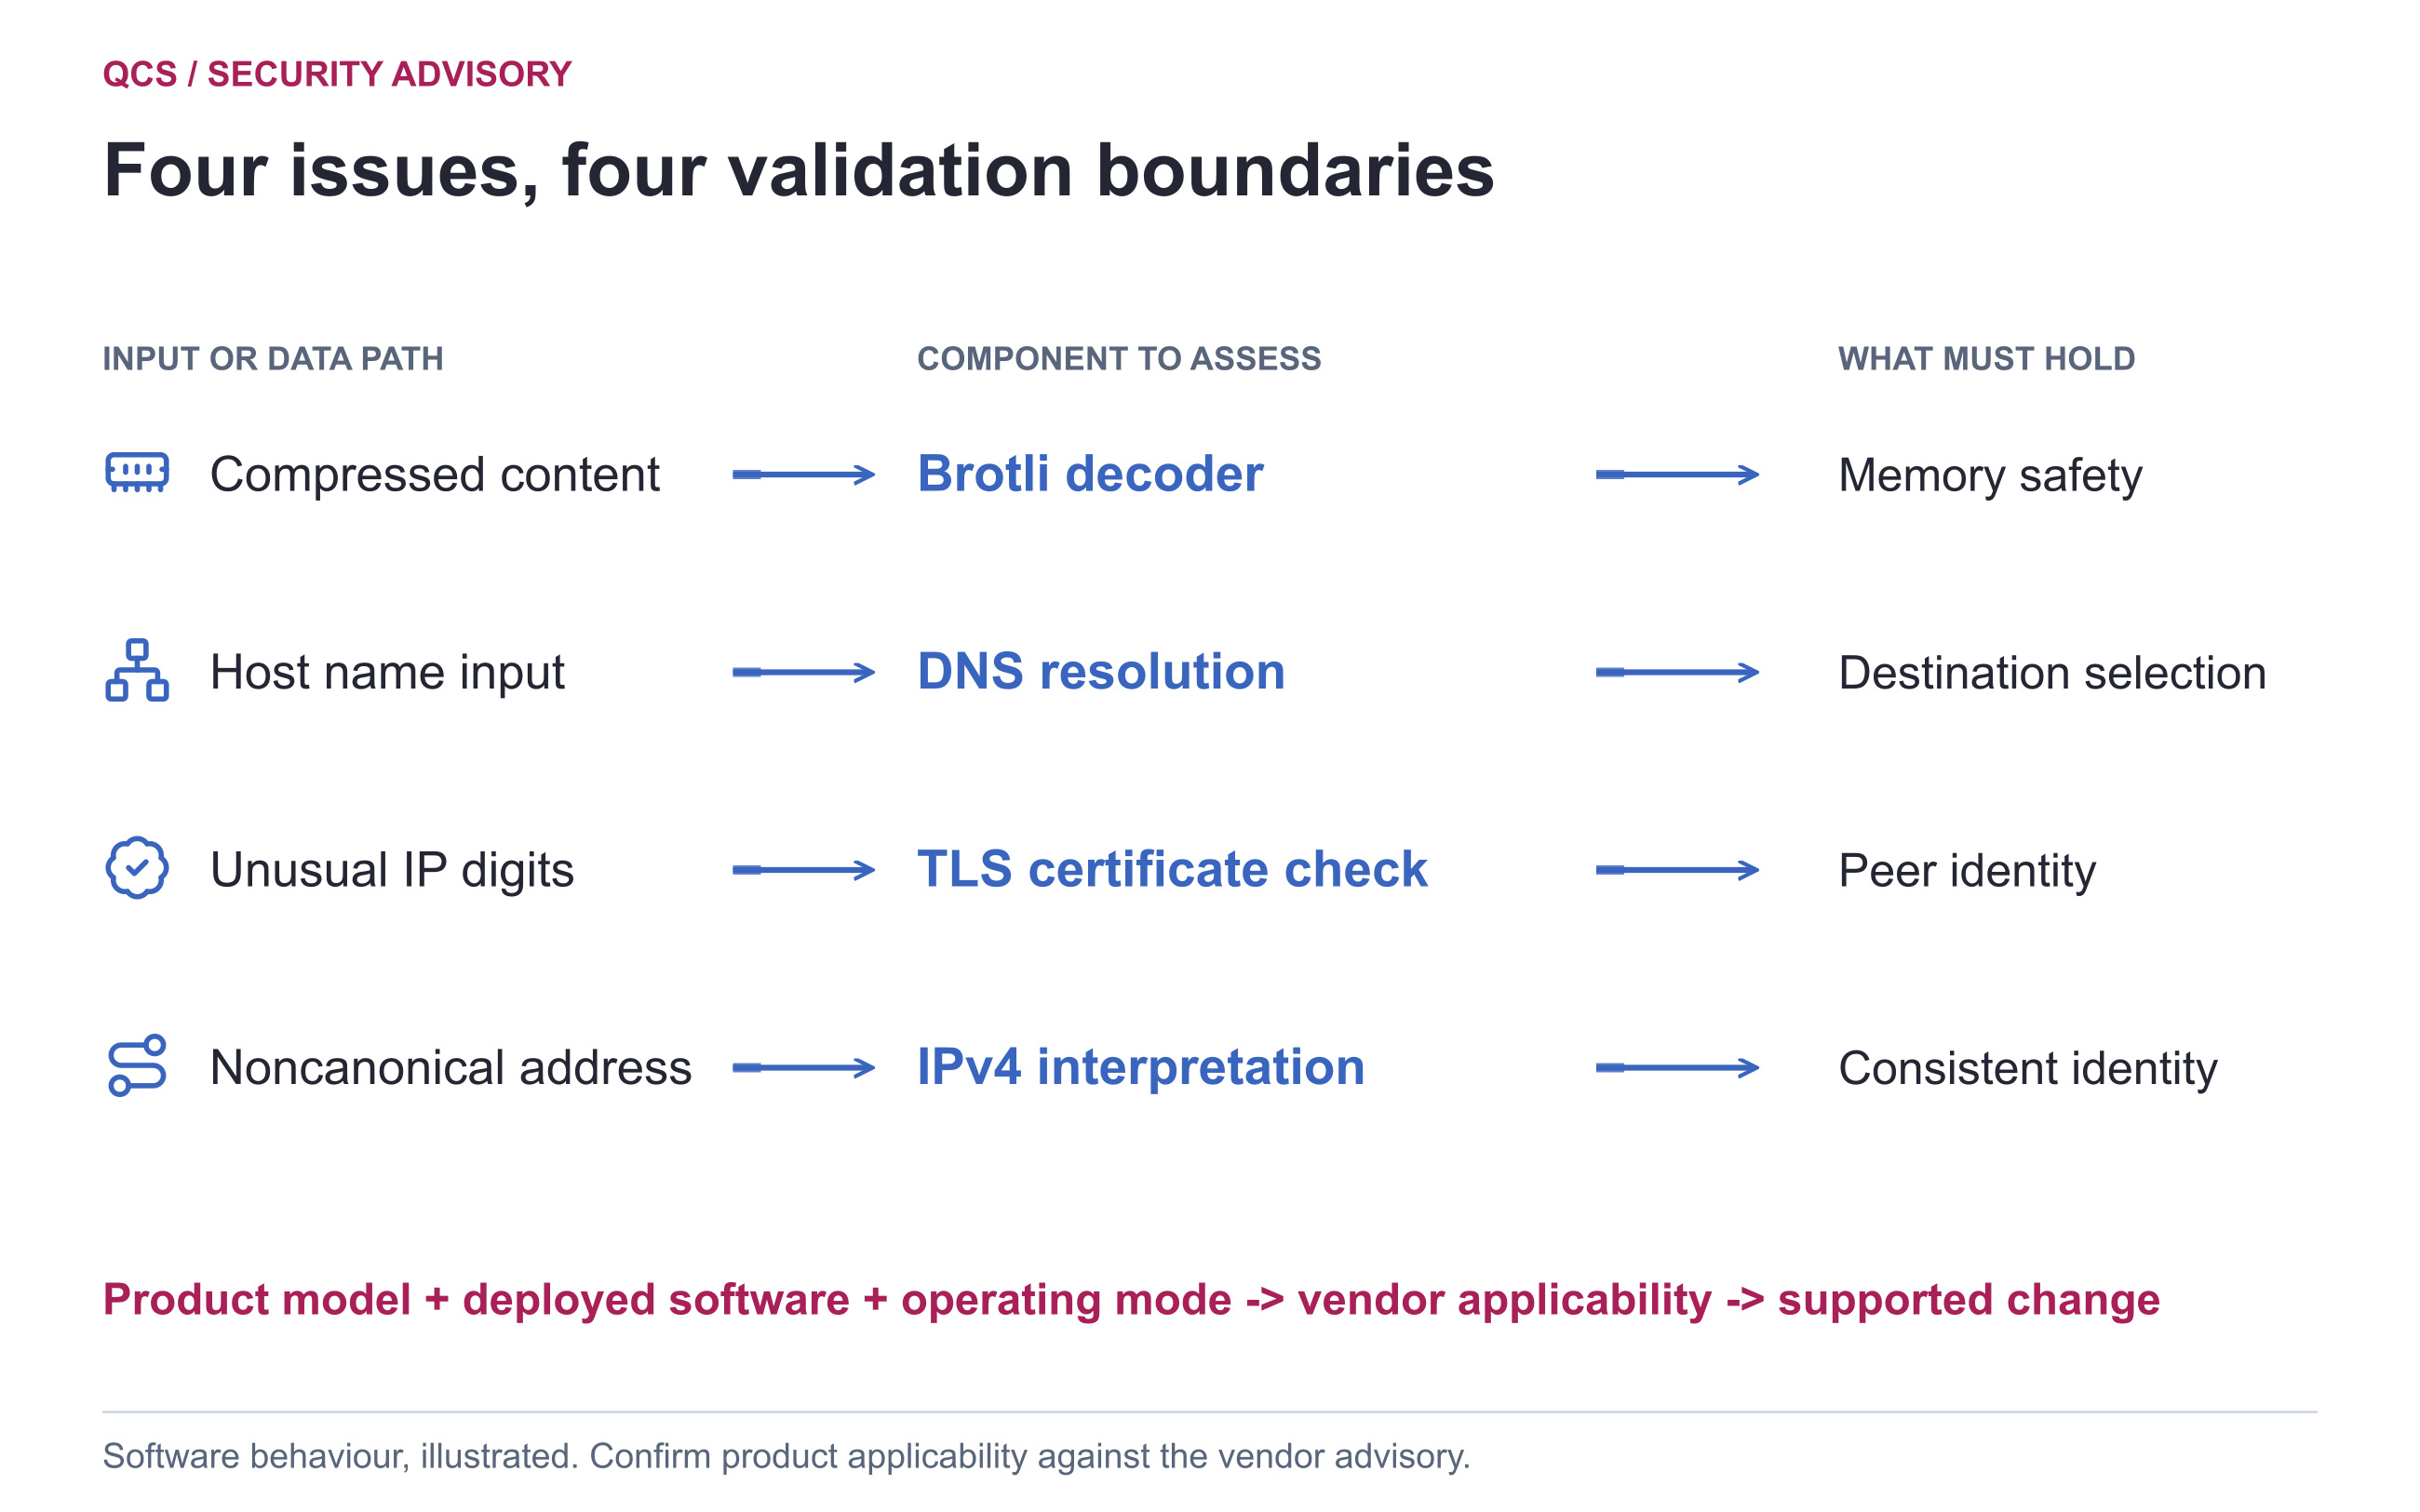 QCS / SECURITY ADVISORY
Four issues, four validation boundaries
INPUT OR DATA PATH COMPONENT TO ASSESS WHAT MUST HOLD
Compressed content Brotli decoder Memory safety
Host name input DNS resolution Destination selection
Unusual IP digits TLS certificate check Peer identity
Noncanonical address IPv4 interpretation Consistent identity
Product model + deployed software + operating mode -> vendor applicability -> supported change
Software behaviour, illustrated. Confirm product applicability against the vendor advisory.